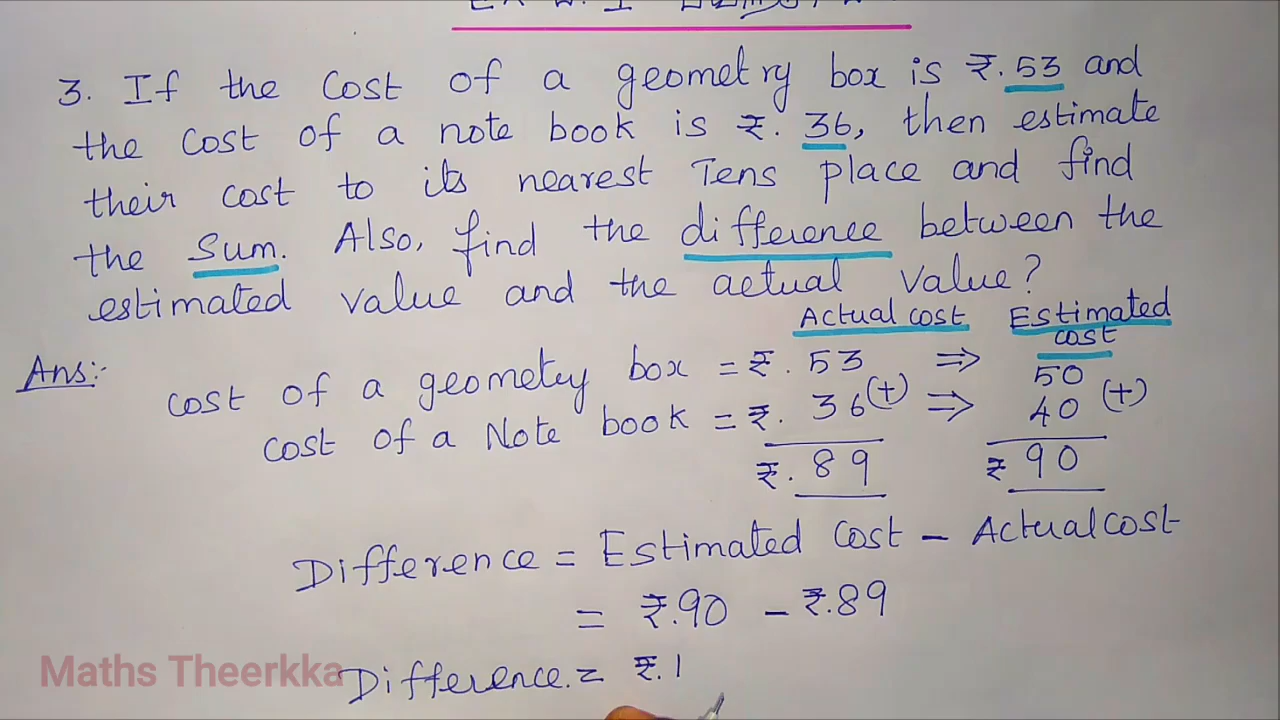 3. If the Cost of a geometry box is ₹.53 and
the Cost of a note book is ₹. 36, then estimate
their cost to its nearest Tens place and find
the Sum. Also, find the difference between the
estimated value and the actual value?
Actual cost Estimated cost
Ans:-
Cost of a geometry box = ₹. 53 ⇒ 50
Cost of a Note book = ₹. 36 (+) ⇒ 40 (+)
₹. 89 ₹ 90
Difference = Estimated Cost - Actual cost
= ₹.90 - ₹.89
Difference. = ₹.1
Maths Theerkka